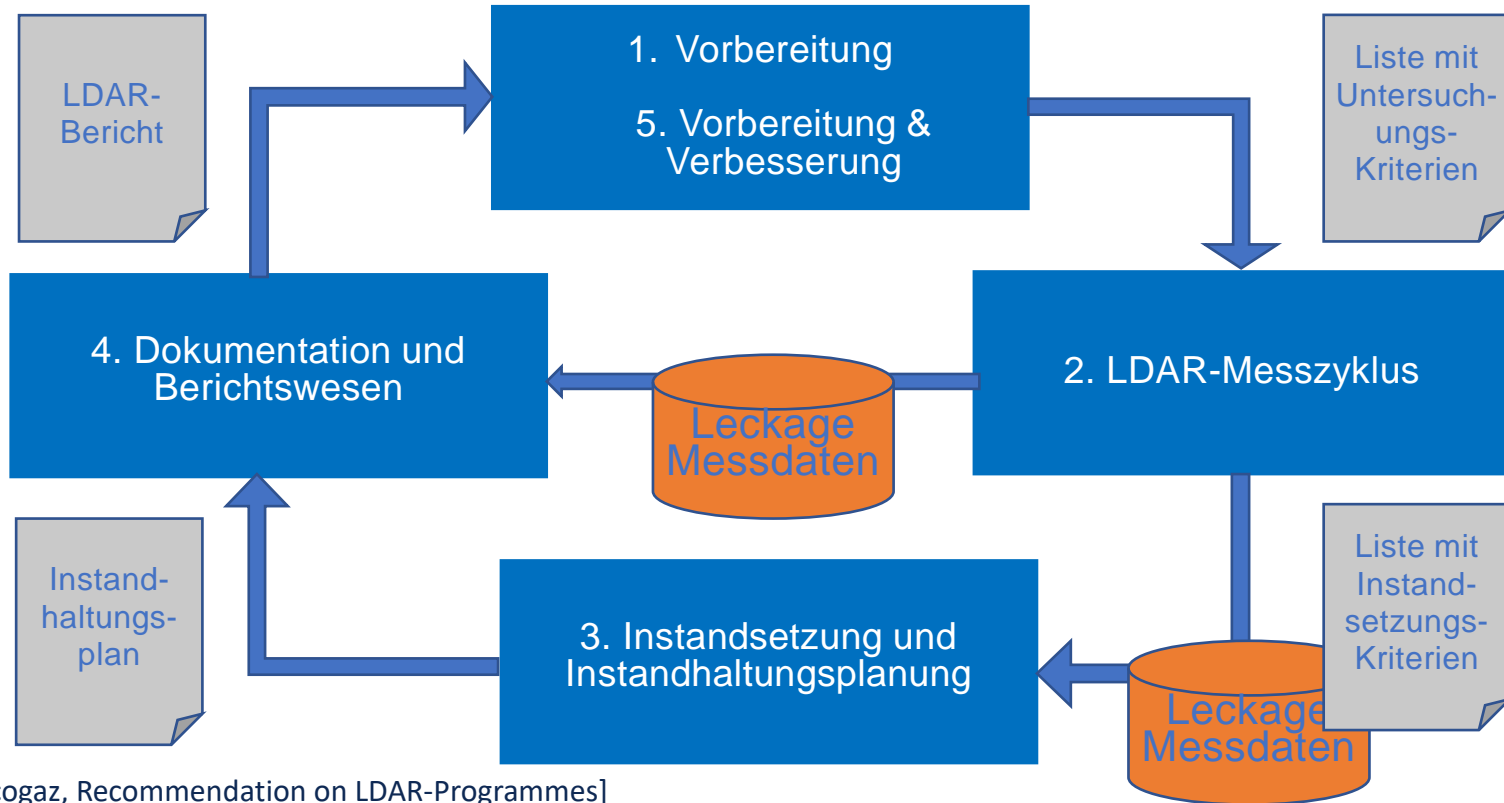 LDAR-
Bericht
1. Vorbereitung
5. Vorbereitung &
Verbesserung
Liste mit
Untersuch-
ungs-
Kriterien
4. Dokumentation und
Berichtswesen
Leckage
Messdaten
2. LDAR-Messzyklus
Instand-
haltungs-
plan
3. Instandsetzung und
Instandhaltungsplanung
Leckage
Messdaten
Liste mit
Instand-
setzungs-
Kriterien
Recommendation on LDAR-Programmes]